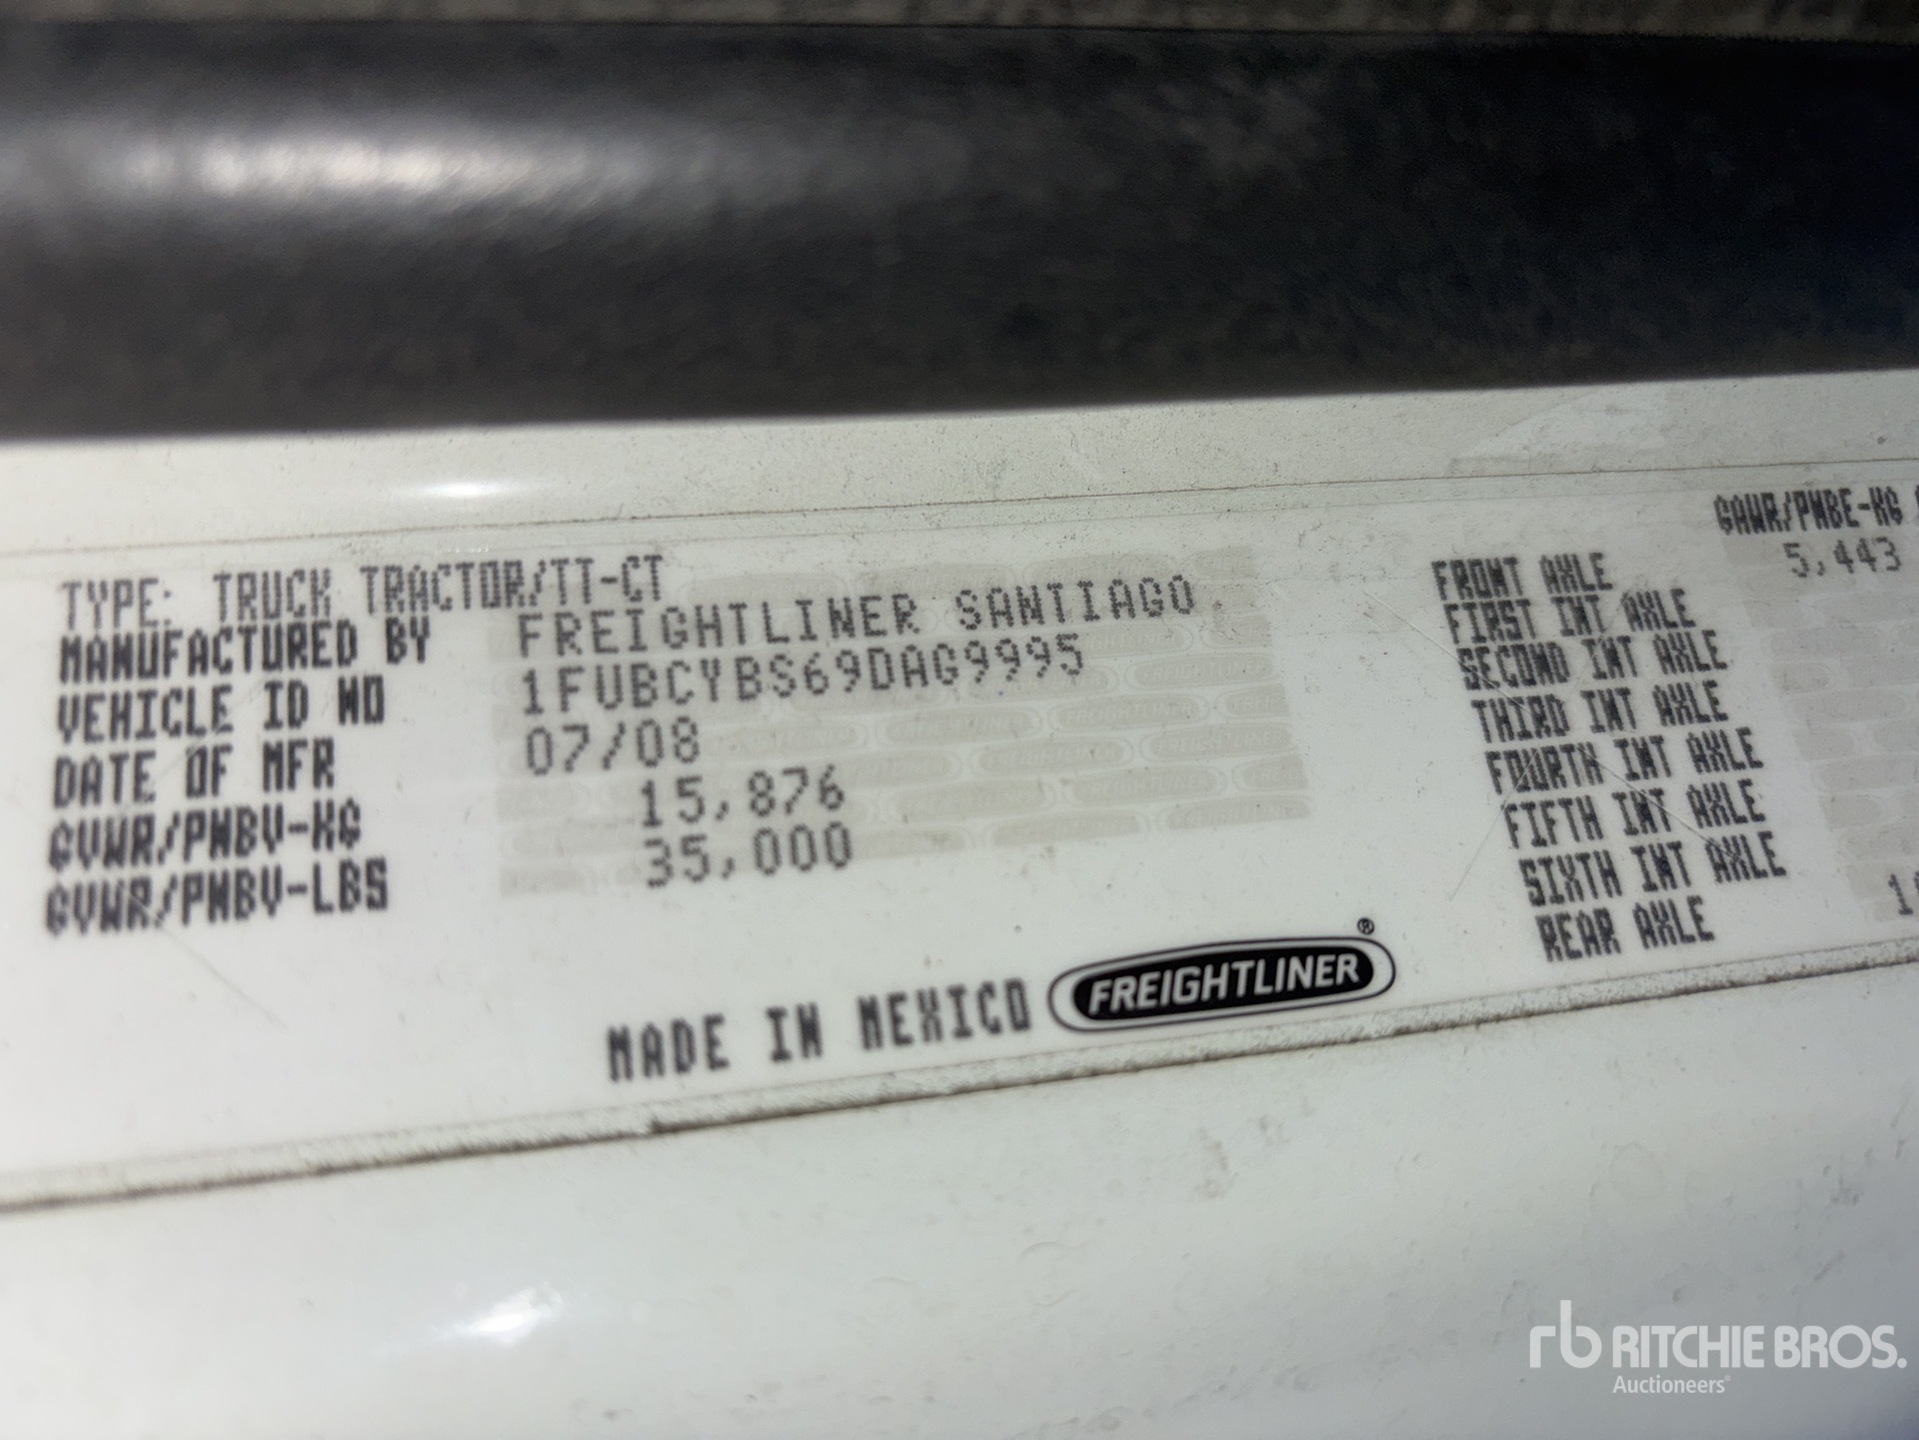 TYPE: TRUCK TRACTOR/TT-CT
MANUFACTURED BY FREIGHTLINER SANTIAGO
VEHICLE ID NO 1FUBCYBS69DAG9995
DATE OF MFR 07/08
GVWR/PNBV-KG 15,876
GVWR/PNBV-LBS 35,000
MADE IN MEXICO FREIGHTLINER®
GAWR/PNBE-KG
FRONT AXLE 5,443
FIRST INT AXLE
SECOND INT AXLE
THIRD INT AXLE
FOURTH INT AXLE
FIFTH INT AXLE
SIXTH INT AXLE
REAR AXLE
rb RITCHIE BROS.
Auctioneers